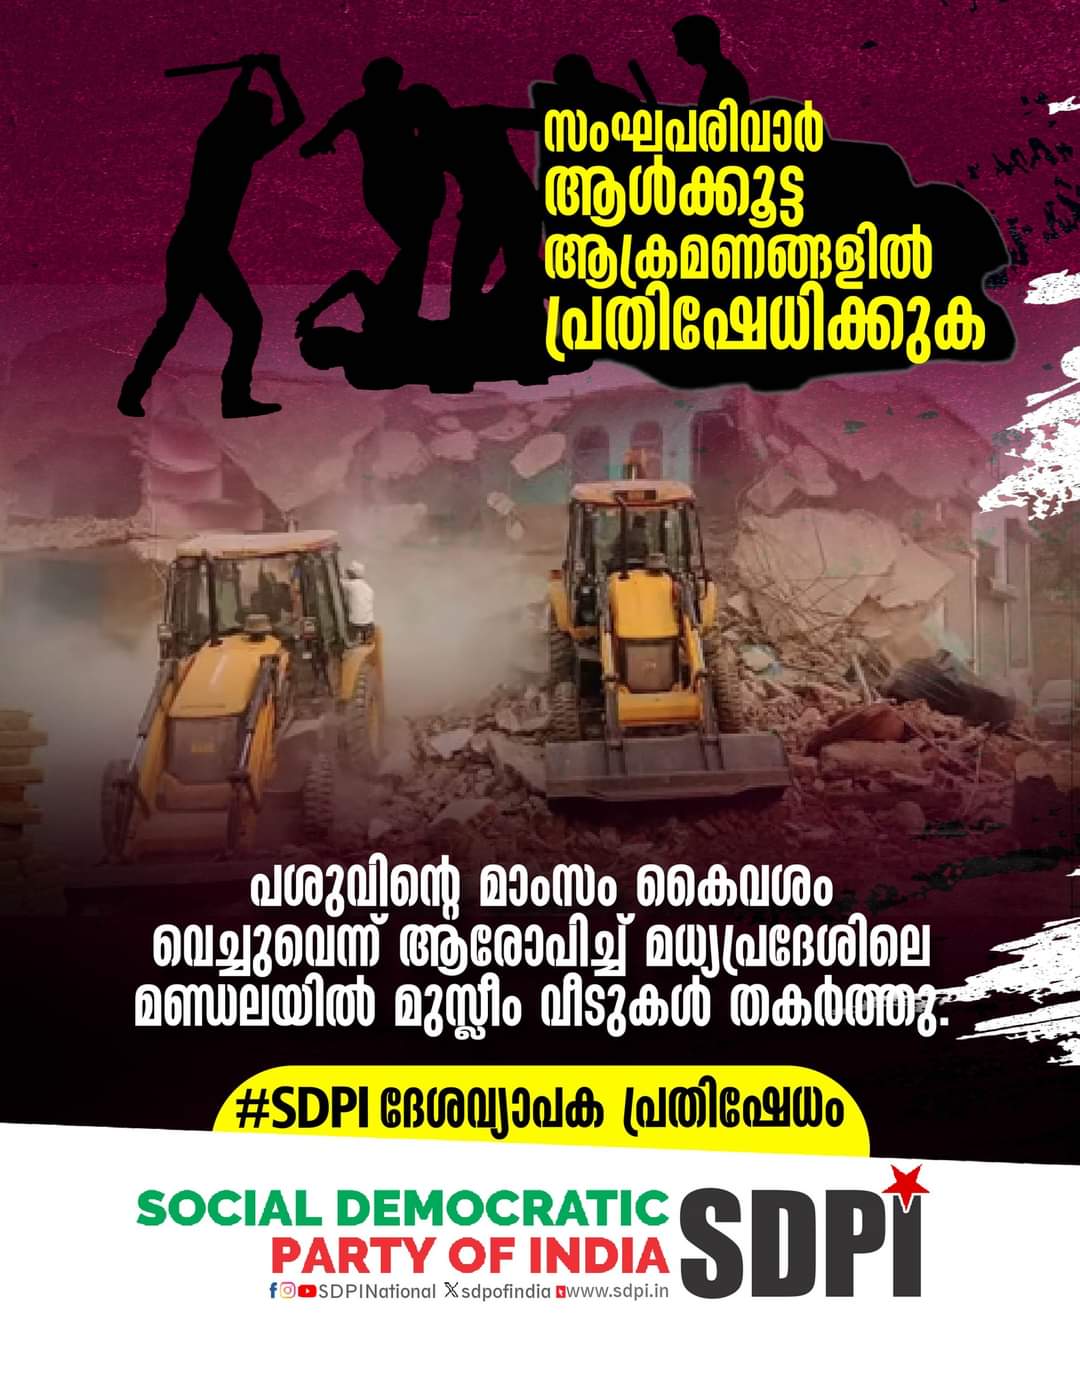 സംഘപരിവാർ
ആൾക്കൂട്ട
ആക്രമണങ്ങളിൽ
പ്രതിഷേധിക്കുക
പശുവിന്റെ മാംസം കൈവശം
വെച്ചുവെന്ന് ആരോപിച്ച് മധ്യപ്രദേശിലെ
മണ്ഡലയിൽ മുസ്ലീം വീടുകൾ തകർത്തു.
#SDPI ദേശവ്യാപക പ്രതിഷേധം
SOCIAL DEMOCRATIC
PARTY OF INDIA
SDPI
SDPINational sdpofindia www.sdpi.in